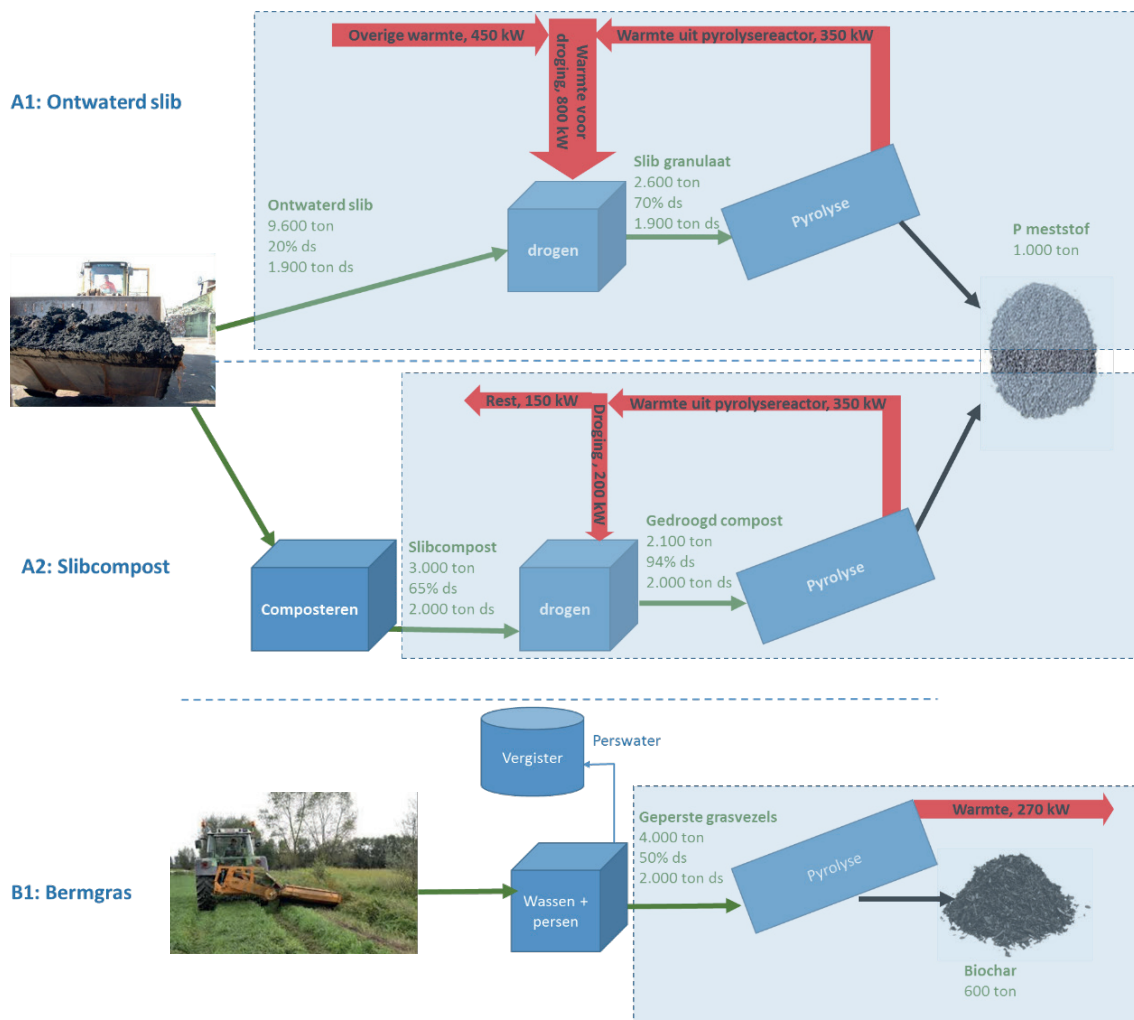 Overige warmte, 450 kW
Warmte uit pyrolysereactor, 350 kW
Warmte voor
droging, 800 kW
A1: Ontwaterd slib
Slib granulaat
2.600 ton
70% ds
1.900 ton ds
Pyrolyse
Ontwaterd slib
9.600 ton
20% ds
1.900 ton ds
drogen
P meststof
1.000 ton
Rest, 150 kW
Warmte uit pyrolysereactor, 350 kW
Droging , 200 kW
Gedroogd compost
2.100 ton
94% ds
2.000 ton ds
A2: Slibcompost
Slibcompost
3.000 ton
65% ds
2.000 ton ds
Pyrolyse
Composteren
drogen
Perswater
Vergister
Geperste grasvezels
4.000 ton
50% ds
2.000 ton ds
Warmte, 270 kW
Pyrolyse
B1: Bermgras
Wassen +
persen
Biochar
600 ton